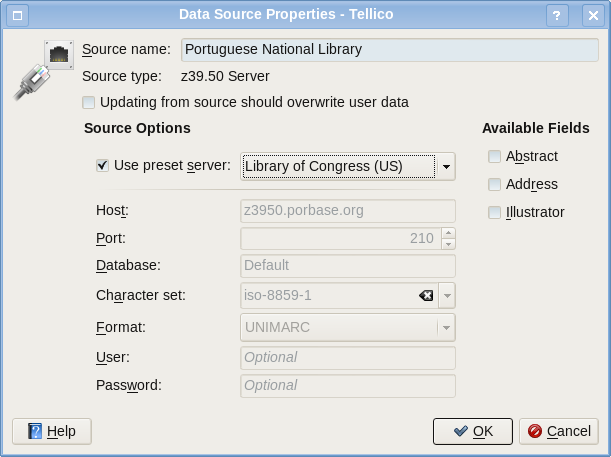 Data Source Properties - Tellico
Source name: Portuguese National Library
Source type: z39.50 Server
Updating from source should overwrite user data
Source Options
Available Fields
Use preset server: Library of Congress (US)
Abstract
Address
Illustrator
Host: z3950.porbase.org
Port: 210
Database: Default
Character set: iso-8859-1
Format: UNIMARC
User: Optional
Password: Optional
Help
OK
Cancel